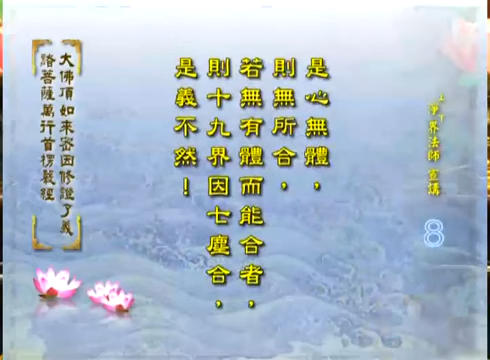 是心無體，
則無所合，
若無有體而能合者，
則十九界因七塵合，
是義不然！
大佛頂如來密因修證了義
諸菩薩萬行首楞嚴經
淨界法師 宣講
8